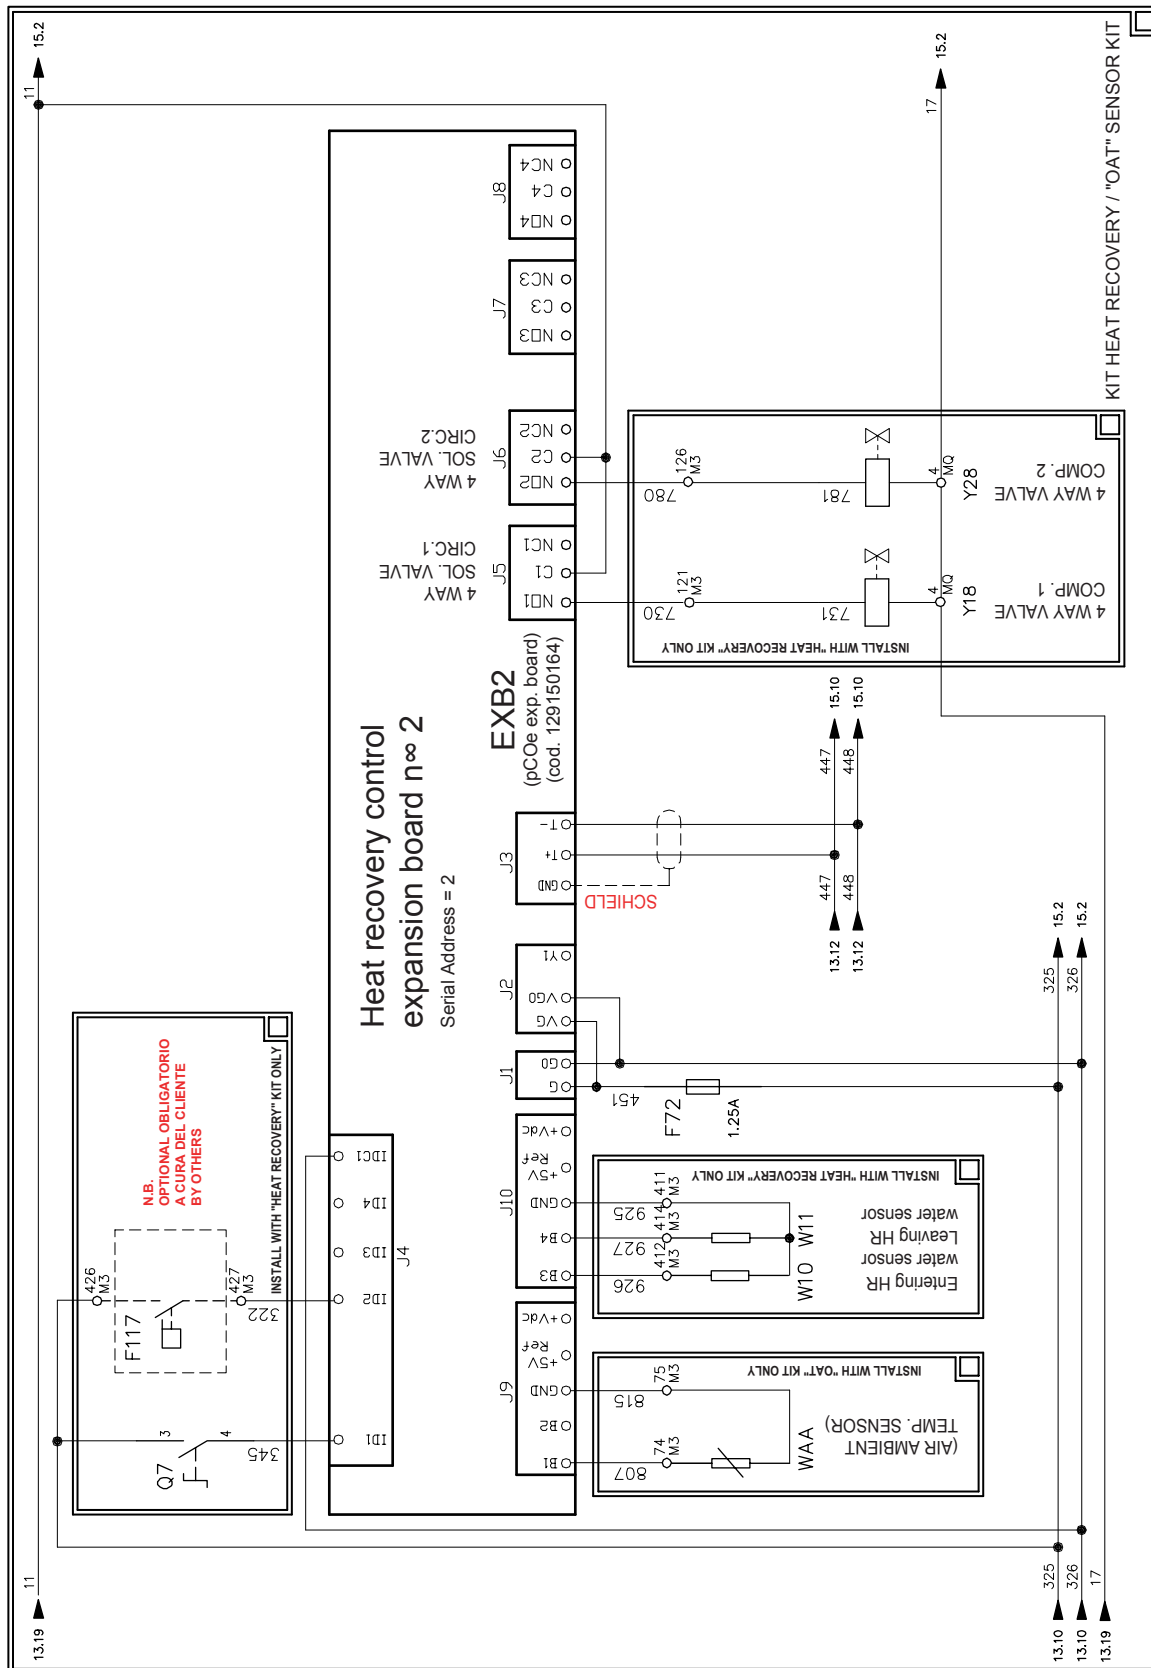 11
15.2
13.19
11
N.B.
OPTIONAL OBLIGATORIO
A CURA DEL CLIENTE
BY OTHERS
INSTALL WITH "HEAT RECOVERY" KIT ONLY
Q7
3
4
345
F117
426
M3
427
M3
322
J4
ID1
ID2
ID3
ID4
IDC1
Heat recovery control
expansion board n∞ 2
Serial Address = 2
EXB2
(pCOe exp. board)
(cod. 129150164)
J9
B1
B2
GND
+5V Ref
+Vdc
J10
B3
B4
GND
+5V Ref
+Vdc
J1
G
G0
J2
VG
VG0
Y1
J3
GND
T+
T-
4 WAY
SOL. VALVE
CIRC.1
J5
NO1
C1
NC1
4 WAY
SOL. VALVE
CIRC.2
J6
NO2
C2
NC2
J7
NO3
C3
NC3
J8
NO4
C4
NC4
807
74
M3
815
75
M3
INSTALL WITH "OAT" KIT ONLY
WAA
(AIR AMBIENT
TEMP. SENSOR)
926
412
M3
927
414
M3
925
411
M3
INSTALL WITH "HEAT RECOVERY" KIT ONLY
W10
W11
Entering HR
water sensor
Leaving HR
water sensor
451
F72
1.25A
SCHIELD
13.12
447
447
15.10
13.12
448
448
15.10
730
121
M3
731
4
MQ
Y18
4 WAY VALVE
COMP. 1
780
126
M3
781
4
MQ
Y28
4 WAY VALVE
COMP. 2
INSTALL WITH "HEAT RECOVERY" KIT ONLY
13.10
325
325
15.2
13.10
326
326
15.2
13.19
17
17
15.2
KIT HEAT RECOVERY / "OAT" SENSOR KIT